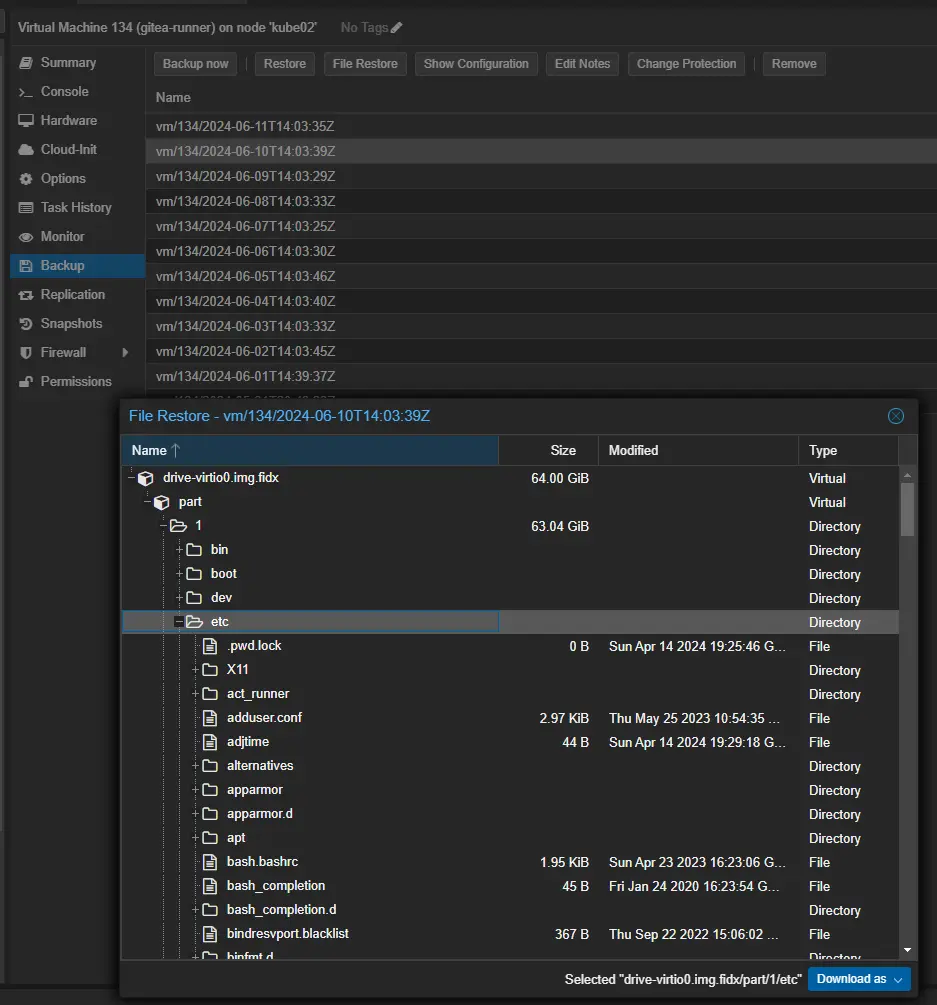 Virtual Machine 134 (gitea-runner) on node 'kube02' No Tags
Summary
Console
Hardware
Cloud-Init
Options
Task History
Monitor
Backup
Replication
Snapshots
Firewall
Permissions
Backup now Restore File Restore Show Configuration Edit Notes Change Protection Remove
Name
vm/134/2024-06-11T14:03:35Z
vm/134/2024-06-10T14:03:39Z
vm/134/2024-06-09T14:03:29Z
vm/134/2024-06-08T14:03:33Z
vm/134/2024-06-07T14:03:25Z
vm/134/2024-06-06T14:03:30Z
vm/134/2024-06-05T14:03:46Z
vm/134/2024-06-04T14:03:40Z
vm/134/2024-06-03T14:03:33Z
vm/134/2024-06-02T14:03:45Z
vm/134/2024-06-01T14:39:37Z
File Restore - vm/134/2024-06-10T14:03:39Z
Name Size Modified Type
drive-virtio0.img.fidx 64.00 GiB Virtual
part Virtual
1 63.04 GiB Directory
bin Directory
boot Directory
dev Directory
etc Directory
.pwd.lock 0 B Sun Apr 14 2024 19:25:46 G... File
X11 Directory
act_runner Directory
adduser.conf 2.97 KiB Thu May 25 2023 10:54:35 ... File
adjtime 44 B Sun Apr 14 2024 19:29:18 G... File
alternatives Directory
apparmor Directory
apparmor.d Directory
apt Directory
bash.bashrc 1.95 KiB Sun Apr 23 2023 16:23:06 G... File
bash_completion 45 B Fri Jan 24 2020 16:23:54 G... File
bash_completion.d Directory
bindresvport.blacklist 367 B Thu Sep 22 2022 15:06:02 ... File
binfmt.d Directory
Selected "drive-virtio0.img.fidx/part/1/etc" Download as